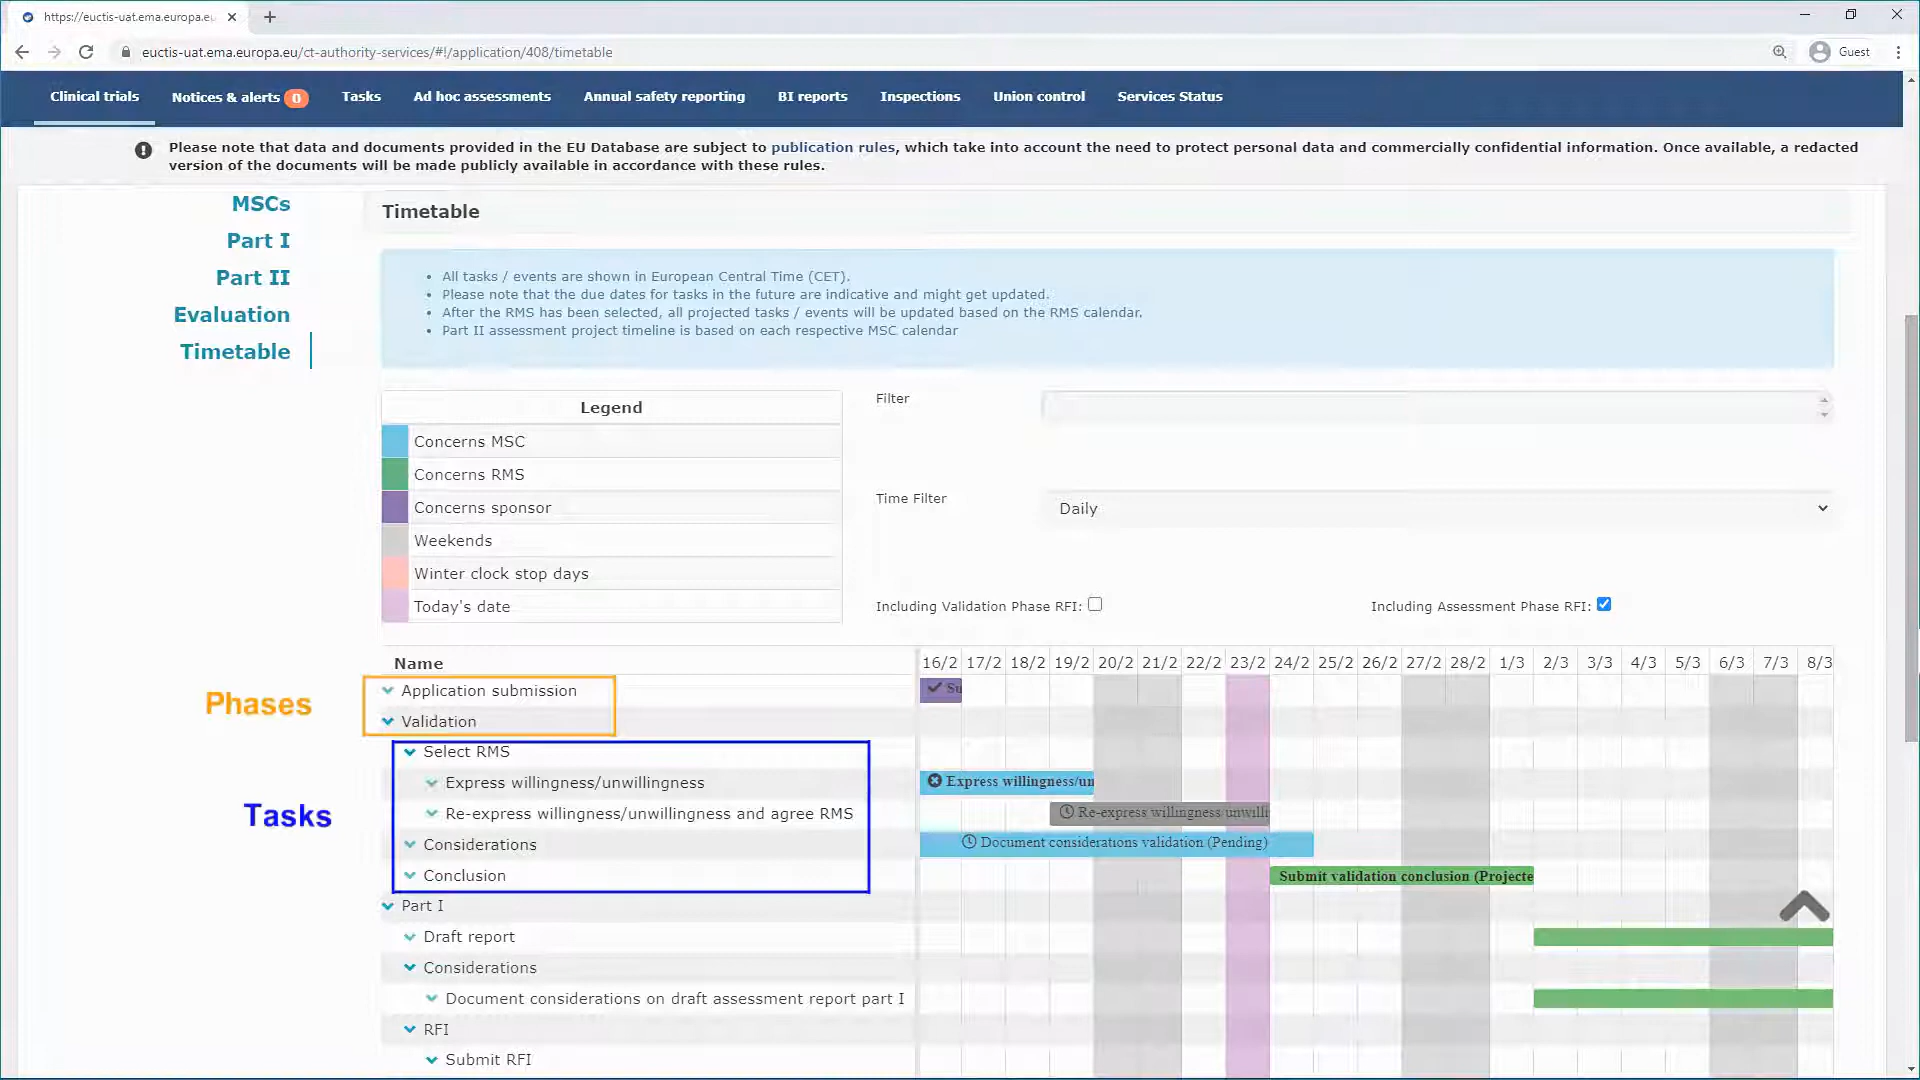 https://euctis-uat.ema.europa.eu
euctis-uat.ema.europa.eu/ct-authority-services/#!/application/408/timetable
Guest
Clinical trials
Notices & alerts 0
Tasks
Ad hoc assessments
Annual safety reporting
BI reports
Inspections
Union control
Services Status
Please note that data and documents provided in the EU Database are subject to publication rules, which take into account the need to protect personal data and commercially confidential information. Once available, a redacted
version of the documents will be made publicly available in accordance with these rules.
MSCs
Part I
Part II
Evaluation
Timetable
Timetable
All tasks / events are shown in European Central Time (CET).
Please note that the due dates for tasks in the future are indicative and might get updated.
After the RMS has been selected, all projected tasks / events will be updated based on the RMS calendar.
Part II assessment project timeline is based on each respective MSC calendar
Legend
Concerns MSC
Concerns RMS
Concerns sponsor
Weekends
Winter clock stop days
Today's date
Filter
Time Filter
Daily
Including Validation Phase RFI:
Including Assessment Phase RFI:
Name
16/2 17/2 18/2 19/2 20/2 21/2 22/2 23/2 24/2 25/2 26/2 27/2 28/2 1/3 2/3 3/3 4/3 5/3 6/3 7/3 8/3
Phases
Application submission
Su
Validation
Tasks
Select RMS
Express willingness/unwillingness
Express willingness/un
Re-express willingness/unwillingness and agree RMS
Re-express willingness/unwilli
Considerations
Document considerations validation (Pending)
Conclusion
Submit validation conclusion (Projecte
Part I
Draft report
Considerations
Document considerations on draft assessment report part I
RFI
Submit RFI